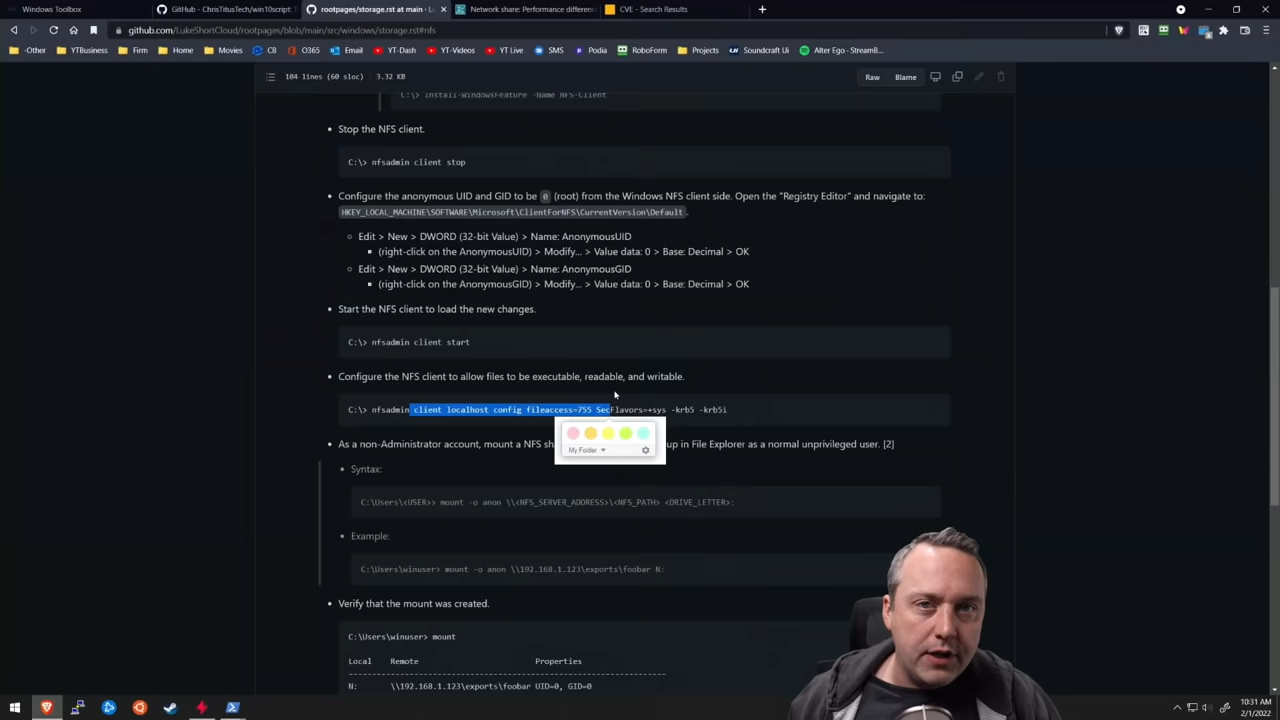 Windows Toolbox
GitHub - ChrisTitusTech/win10script: T
rootpages/storage.rst at main · L
Network share: Performance differen
CVE - Search Results
github.com/LukeShortCloud/rootpages/blob/main/src/windows/storage.rst#nfs
-Other
YTBusiness
Firm
Home
Movies
C8
O365
Email
YT-Dash
YT-Videos
YT Live
SMS
Podia
RoboForm
Projects
Soundcraft Ui
Alter Ego - StreamB...
104 lines (60 sloc) 3.32 KB
Raw
Blame
C:\> Install-WindowsFeature -Name NFS-Client
• Stop the NFS client.
C:\> nfsadmin client stop
• Configure the anonymous UID and GID to be 0 (root) from the Windows NFS client side. Open the "Registry Editor" and navigate to:
HKEY_LOCAL_MACHINE\SOFTWARE\Microsoft\ClientForNFS\CurrentVersion\Default.
Edit > New > DWORD (32-bit Value) > Name: AnonymousUID
(right-click on the AnonymousUID) > Modify... > Value data: 0 > Base: Decimal > OK
Edit > New > DWORD (32-bit Value) > Name: AnonymousGID
(right-click on the AnonymousGID) > Modify... > Value data: 0 > Base: Decimal > OK
• Start the NFS client to load the new changes.
C:\> nfsadmin client start
• Configure the NFS client to allow files to be executable, readable, and writable.
C:\> nfsadmin client localhost config fileaccess=755 SecFlavors=+sys -krb5 -krb5i
My Folder
• As a non-Administrator account, mount a NFS sh up in File Explorer as a normal unprivileged user. [2]
• Syntax:
C:\Users\<USER>> mount -o anon \\<NFS_SERVER_ADDRESS>\<NFS_PATH> <DRIVE_LETTER>:
• Example:
C:\Users\winuser> mount -o anon \\192.168.1.123\exports\foobar N:
• Verify that the mount was created.
C:\Users\winuser> mount
Local Remote Properties
-------------------------------------------------------------------------------
N: \\192.168.1.123\exports\foobar UID=0, GID=0
10:31 AM
2/1/2022